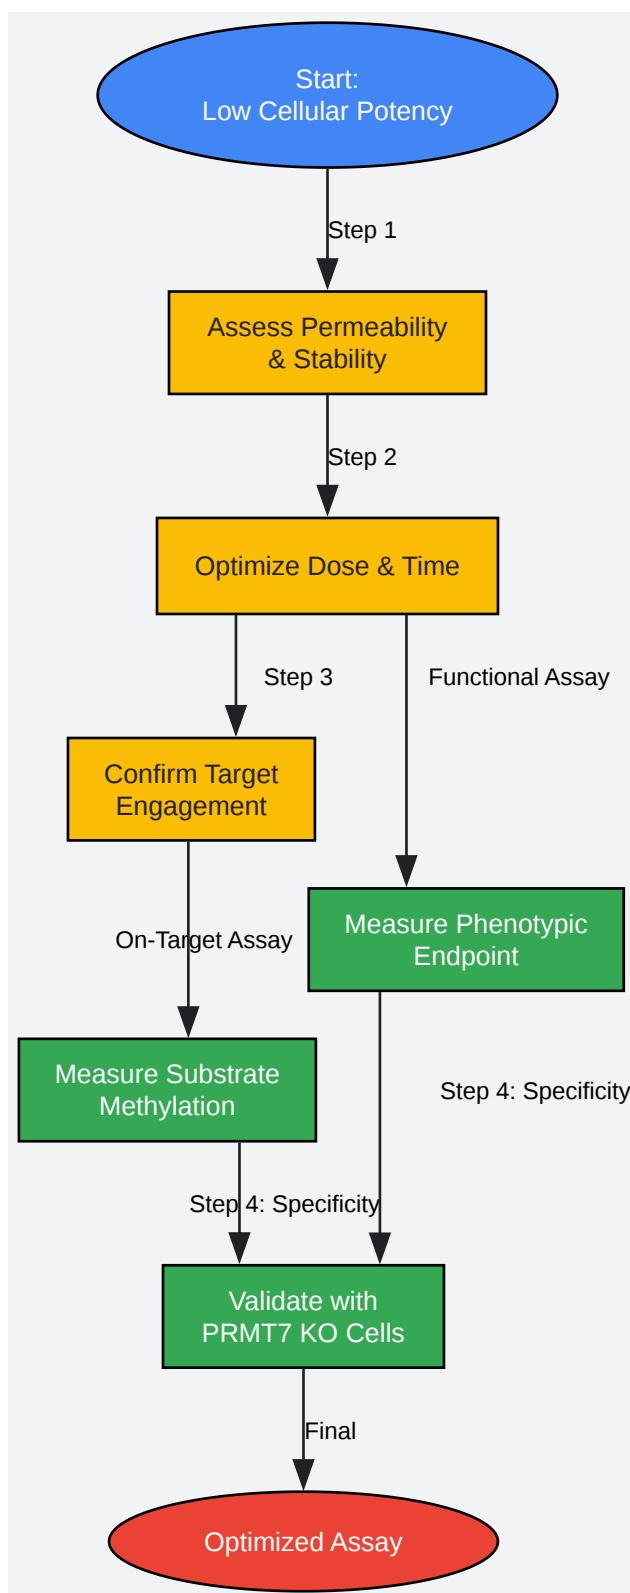 Start:
Low Cellular Potency
Step 1
Assess Permeability
& Stability
Step 2
Optimize Dose & Time
Step 3
Functional Assay
Confirm Target
Engagement
On-Target Assay
Measure Phenotypic
Endpoint
Measure Substrate
Methylation
Step 4: Specificity
Step 4: Specificity
Validate with
PRMT7 KO Cells
Final
Optimized Assay